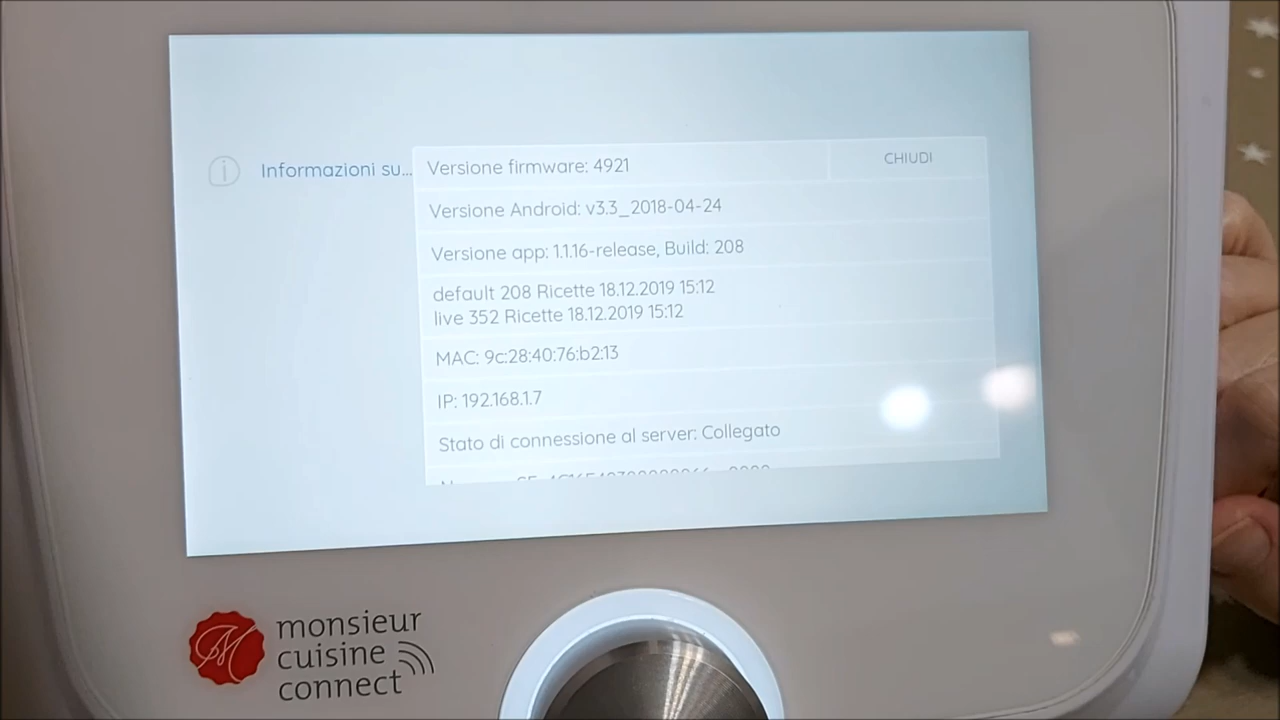 Informazioni su...
Versione firmware: 4921
CHIUDI
Versione Android: v3.3_2018-04-24
Versione app: 1.1.16-release, Build: 208
default 208 Ricette 18.12.2019 15:12
live 352 Ricette 18.12.2019 15:12
MAC: 9c:28:40:76:b2:13
IP: 192.168.1.7
Stato di connessione al server: Collegato
monsieur
cuisine
connect